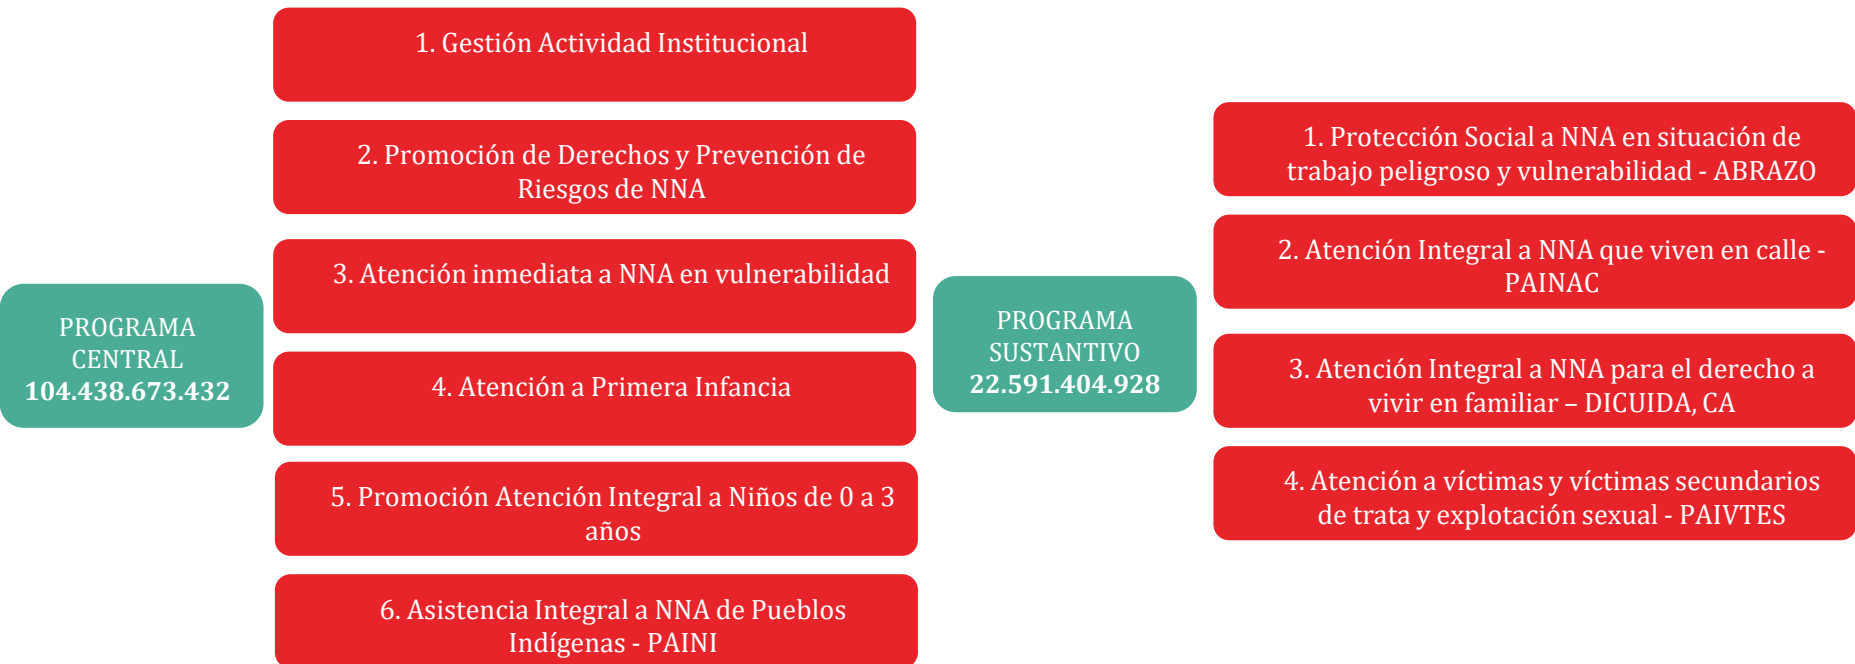 PROGRAMA
CENTRAL
104.438.673.432
1. Gestión Actividad Institucional
2. Promoción de Derechos y Prevención de
Riesgos de NNA
3. Atención inmediata a NNA en vulnerabilidad
4. Atención a Primera Infancia
5. Promoción Atención Integral a Niños de 0 a 3
años
6. Asistencia Integral a NNA de Pueblos
Indígenas - PAINI
PROGRAMA
SUSTANTIVO
22.591.404.928
1. Protección Social a NNA en situación de
trabajo peligroso y vulnerabilidad - ABRAZO
2. Atención Integral a NNA que viven en calle -
PAINAC
3. Atención Integral a NNA para el derecho a
vivir en familiar – DICUIDA, CA
4. Atención a víctimas y víctimas secundarios
de trata y explotación sexual - PAIVTES